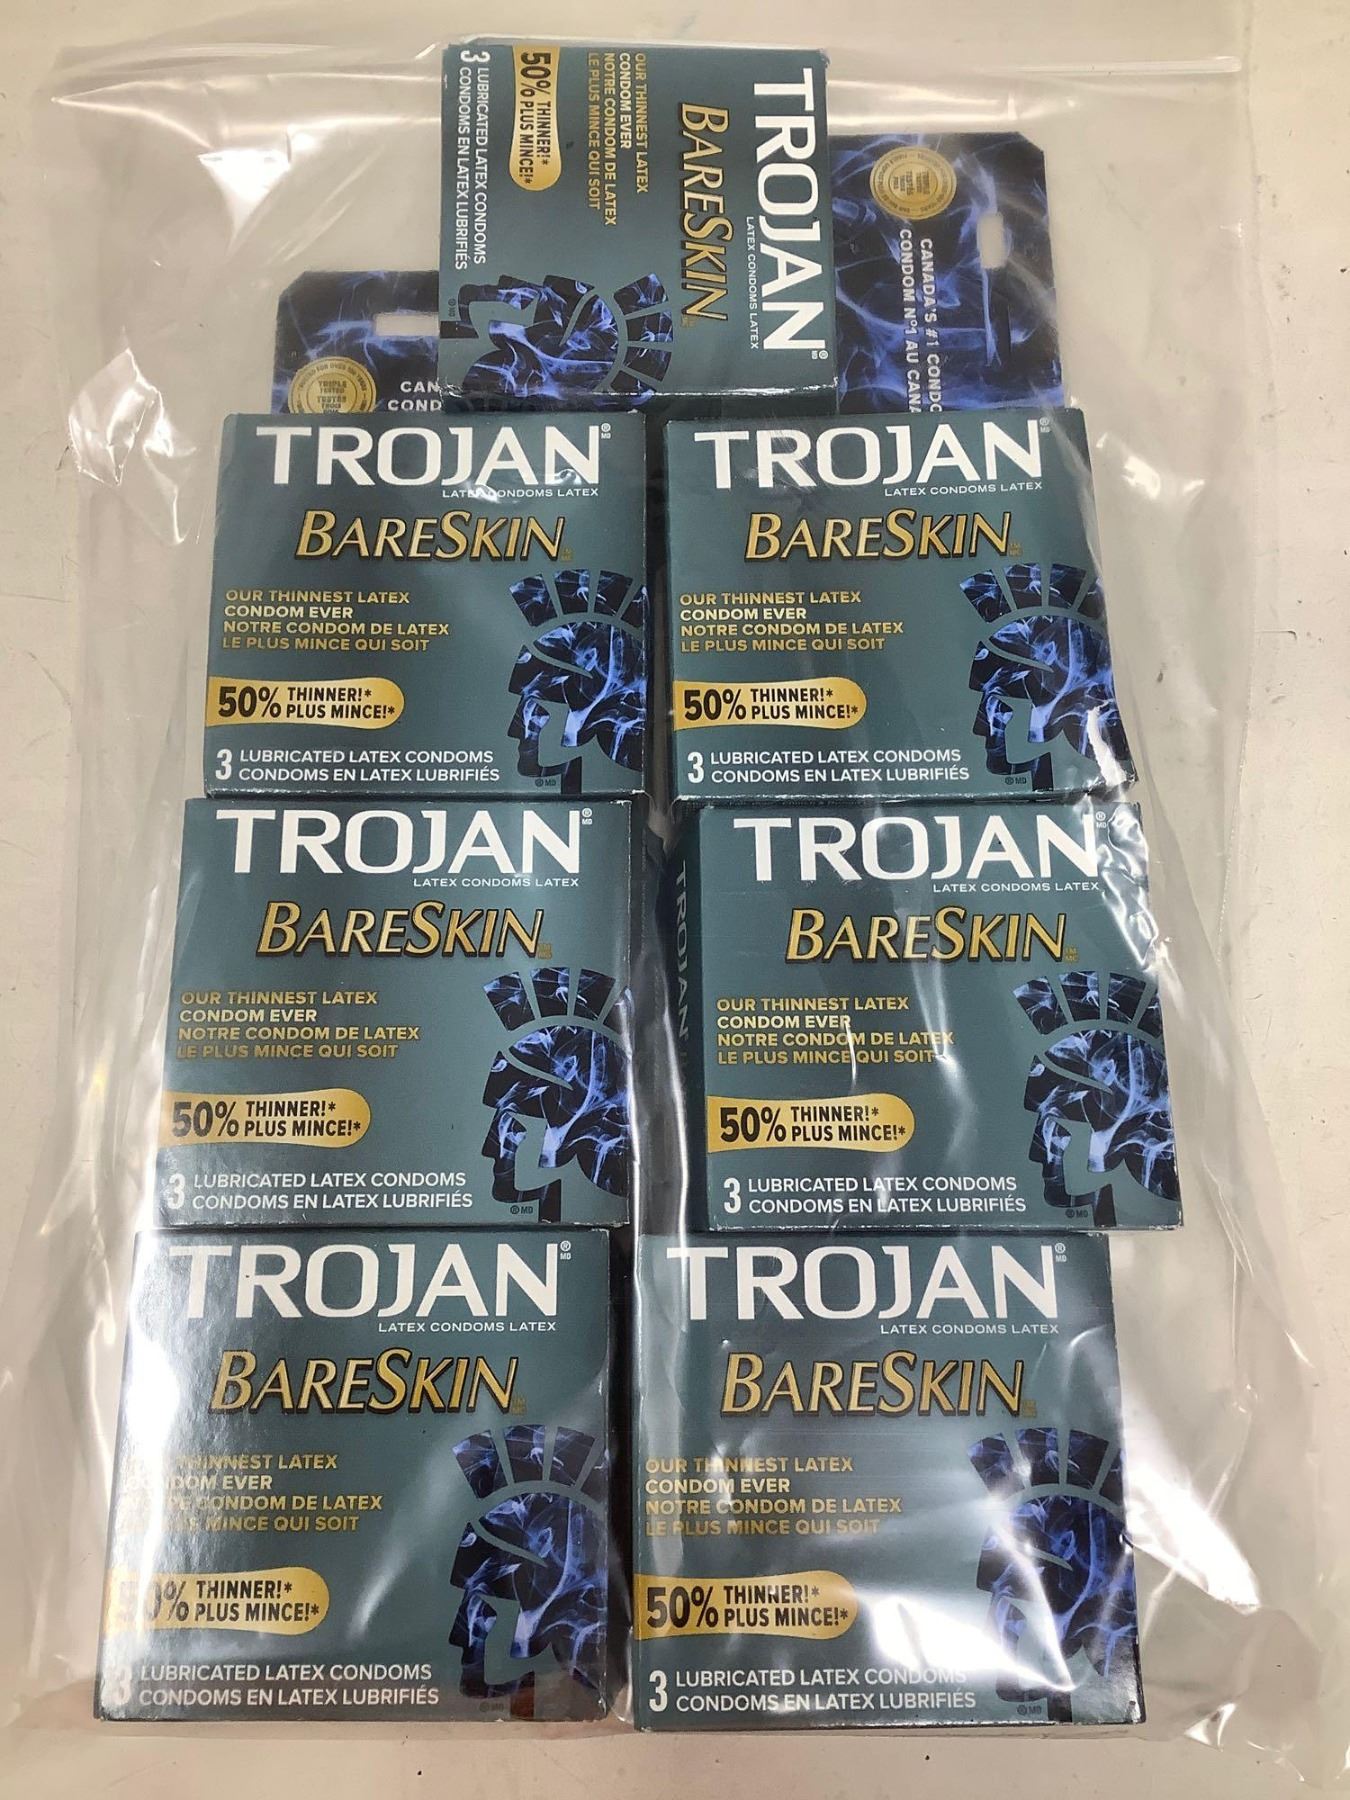 TROJAN
LATEX CONDOMS LATEX
BARESKIN
OUR THINNEST LATEX
CONDOM EVER
NOTRE CONDOM DE LATEX
LE PLUS MINCE QUI SOIT
50% THINNER!*
PLUS MINCE!*
3 LUBRICATED LATEX CONDOMS
CONDOMS EN LATEX LUBRIFIÉS
TRIPLE
TESTED
CANADA'S #1 CONDO
CONDOM Nº1 AU CANA
TRIPLE
TESTED
CAN
COND
TROJAN
LATEX CONDOMS LATEX
BARESKIN
OUR THINNEST LATEX
CONDOM EVER
NOTRE CONDOM DE LATEX
LE PLUS MINCE QUI SOIT
50% THINNER!*
PLUS MINCE!*
3 LUBRICATED LATEX CONDOMS
CONDOMS EN LATEX LUBRIFIÉS
TROJAN
LATEX CONDOMS LATEX
BARESKIN
OUR THINNEST LATEX
CONDOM EVER
NOTRE CONDOM DE LATEX
LE PLUS MINCE QUI SOIT
50% THINNER!*
PLUS MINCE!*
3 LUBRICATED LATEX CONDOMS
CONDOMS EN LATEX LUBRIFIÉS
TROJAN
LATEX CONDOMS LATEX
BARESKIN
OUR THINNEST LATEX
CONDOM EVER
NOTRE CONDOM DE LATEX
LE PLUS MINCE QUI SOIT
50% THINNER!*
PLUS MINCE!*
3 LUBRICATED LATEX CONDOMS
CONDOMS EN LATEX LUBRIFIÉS
TROJAN
TROJAN
LATEX CONDOMS LATEX
BARESKIN
OUR THINNEST LATEX
CONDOM EVER
NOTRE CONDOM DE LATEX
LE PLUS MINCE QUI SOIT
50% THINNER!*
PLUS MINCE!*
3 LUBRICATED LATEX CONDOMS
CONDOMS EN LATEX LUBRIFIÉS
TROJAN
LATEX CONDOMS LATEX
BARESKIN
THINNEST LATEX
CONDOM EVER
CONDOM DE LATEX
MINCE QUI SOIT
50% THINNER!*
PLUS MINCE!*
3 LUBRICATED LATEX CONDOMS
CONDOMS EN LATEX LUBRIFIÉS
TROJAN
LATEX CONDOMS LATEX
BARESKIN
OUR THINNEST LATEX
CONDOM EVER
NOTRE CONDOM DE LATEX
LE PLUS MINCE QUI SOIT
50% THINNER!*
PLUS MINCE!*
3 LUBRICATED LATEX CONDOMS
CONDOMS EN LATEX LUBRIFIÉS